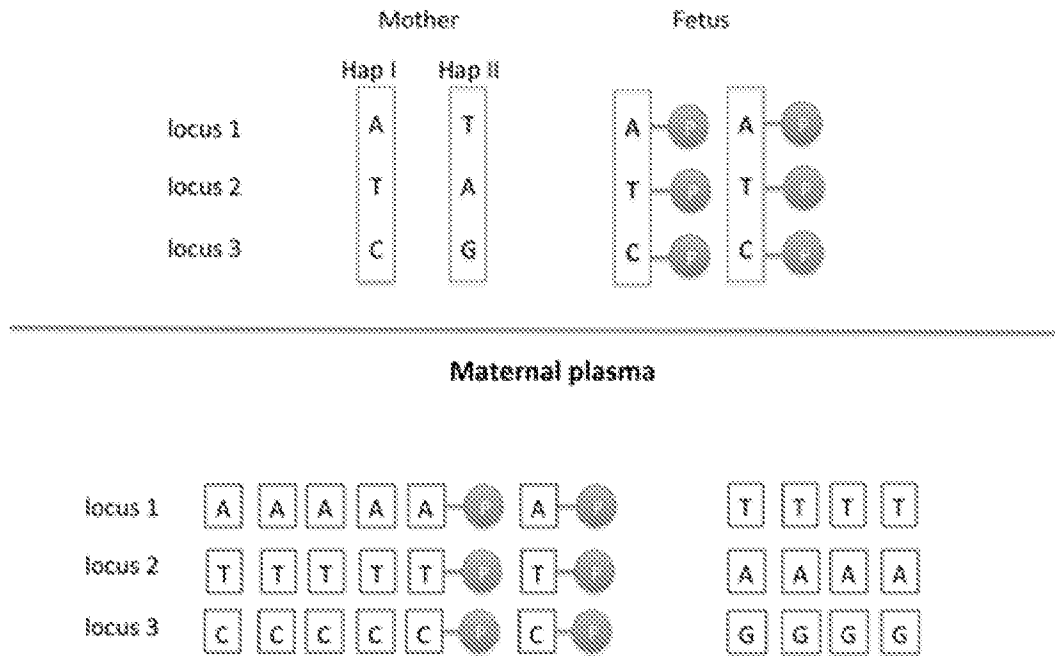 Mother Fetus
Hap I Hap II
locus 1 A T A A
locus 2 T A T T
locus 3 C G C C
Maternal plasma
locus 1 A A A A A A T T T T
locus 2 T T T T T T A A A A
locus 3 C C C C C C G G G G